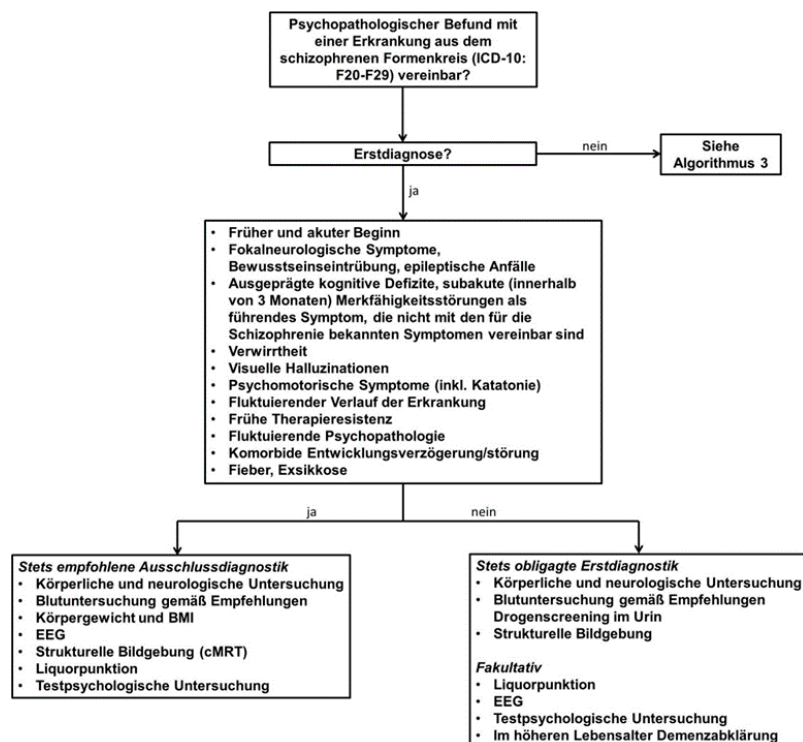 Psychopathologischer Befund mit
einer Erkrankung aus dem
schizophrenen Formenkreis (ICD-10:
F20-F29) vereinbar?
Erstdiagnose?
nein
Siehe
Algorithmus 3
ja
• Früher und akuter Beginn
• Fokalneurologische Symptome,
Bewusstseinseintrübung, epileptische Anfälle
• Ausgeprägte kognitive Defizite, subakute (innerhalb
von 3 Monaten) Merkfähigkeitsstörungen als
führendes Symptom, die nicht mit den für die
Schizophrenie bekannten Symptomen vereinbar sind
• Verwirrtheit
• Visuelle Halluzinationen
• Psychomotorische Symptome (inkl. Katatonie)
• Fluktuierender Verlauf der Erkrankung
• Frühe Therapieresistenz
• Fluktuierende Psychopathologie
• Komorbide Entwicklungsverzögerung/störung
• Fieber, Exsikkose
ja
nein
Stets empfohlene Ausschlussdiagnostik
• Körperliche und neurologische Untersuchung
• Blutuntersuchung gemäß Empfehlungen
• Körpergewicht und BMI
• EEG
• Strukturelle Bildgebung (cMRT)
• Liquorpunktion
• Testpsychologische Untersuchung
Stets obligagte Erstdiagnostik
• Körperliche und neurologische Untersuchung
• Blutuntersuchung gemäß Empfehlungen
Drogenscreening im Urin
• Strukturelle Bildgebung
Fakultativ
• Liquorpunktion
• EEG
• Testpsychologische Untersuchung
• Im höheren Lebensalter Demenzabklärung